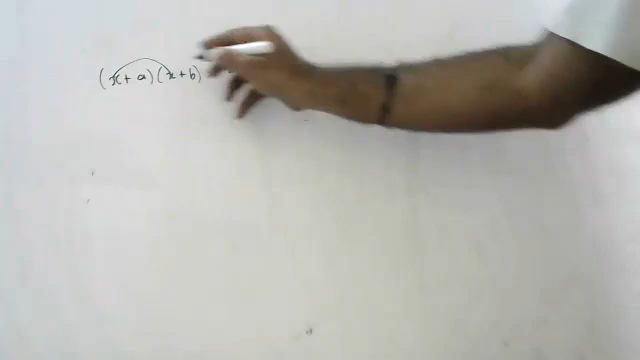 (x + a)(x + b)